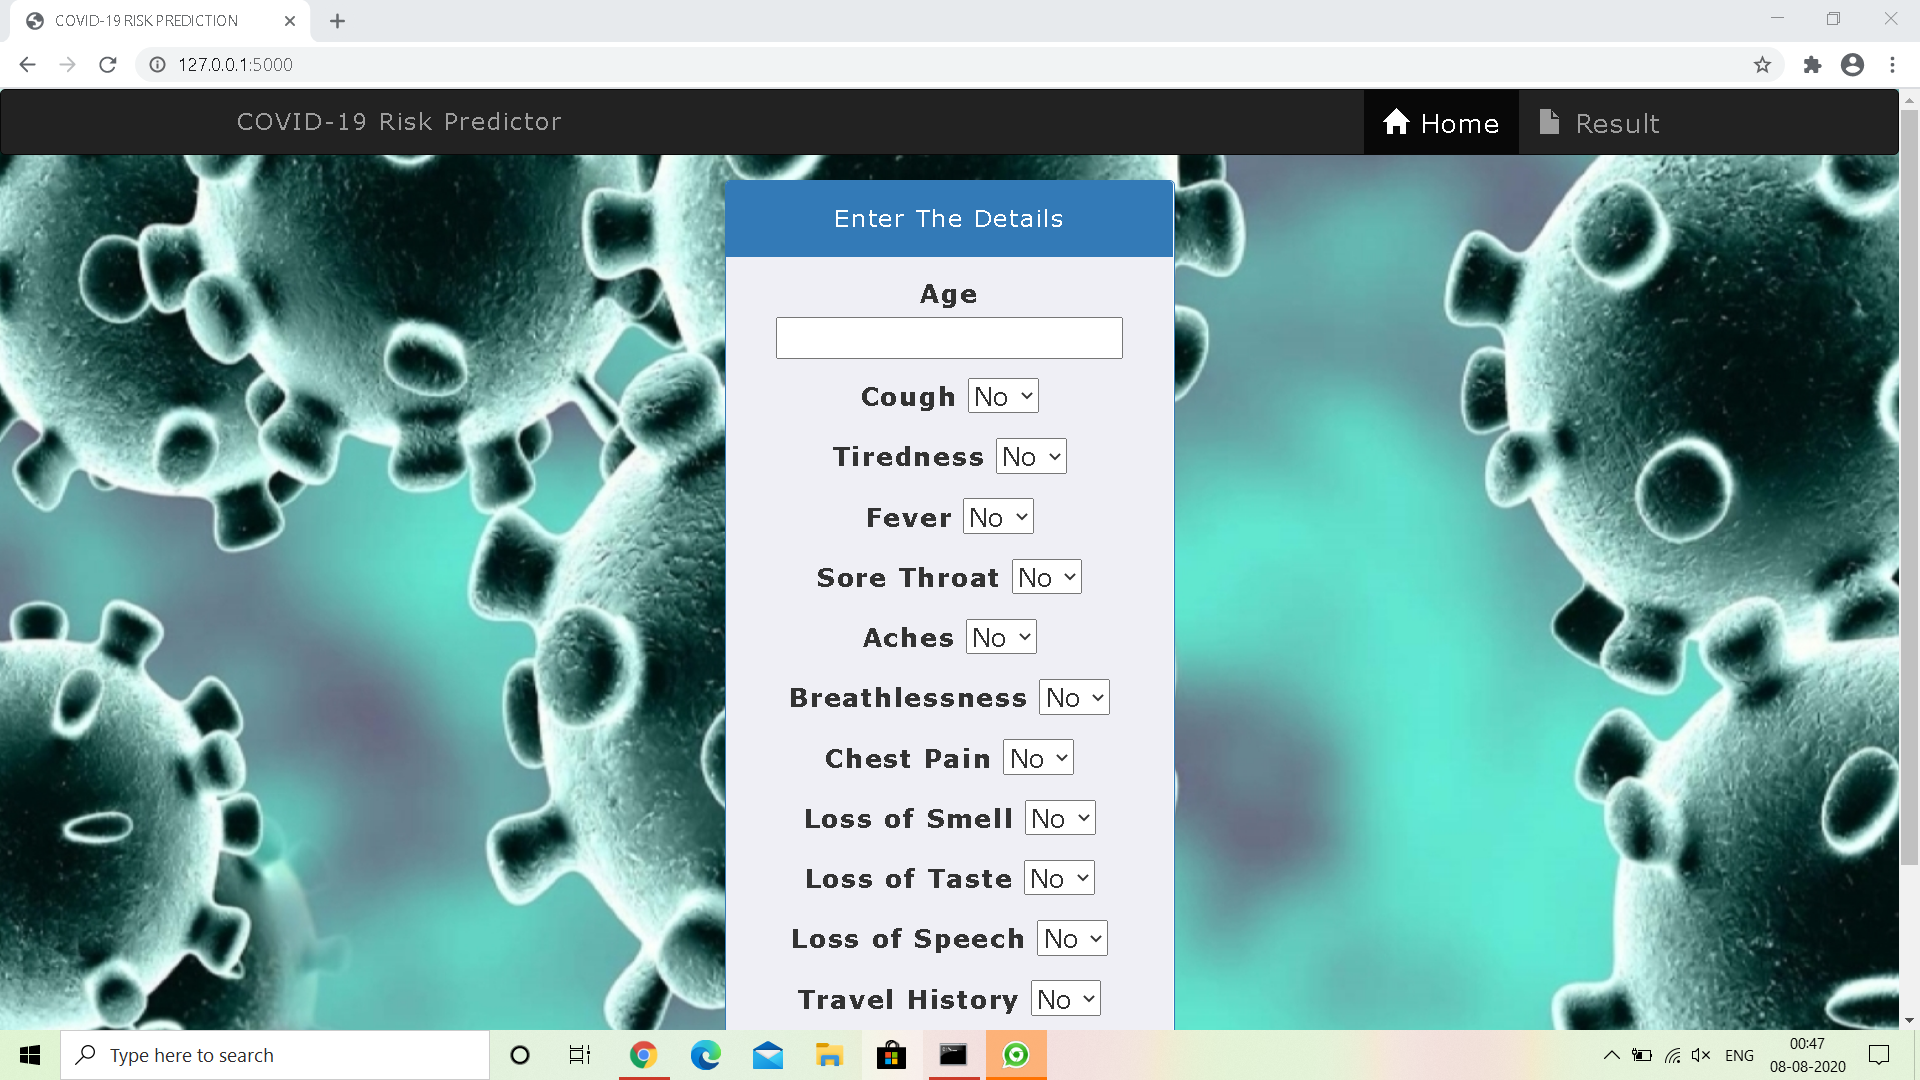 COVID-19 RISK PREDICTION
127.0.0.1:5000
COVID-19 Risk Predictor
Home
Result
Enter The Details
Age
Cough No
Tiredness No
Fever No
Sore Throat No
Aches No
Breathlessness No
Chest Pain No
Loss of Smell No
Loss of Taste No
Loss of Speech No
Travel History No
Type here to search
ENG
00:47
08-08-2020